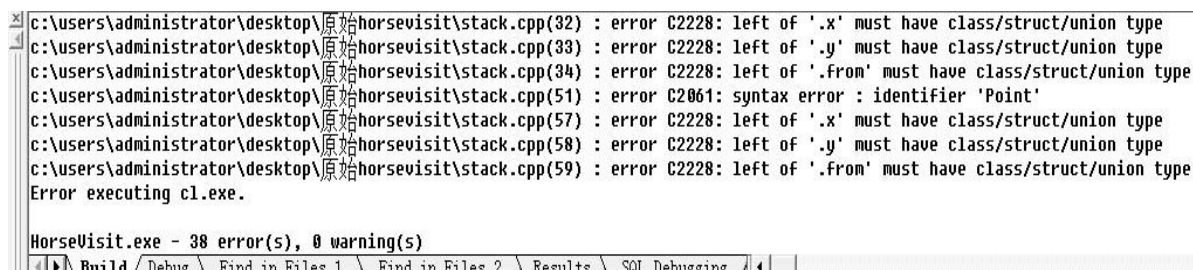 c:\users\administrator\desktop\原始horsevisit\stack.cpp(32) : error C2228: left of '.x' must have class/struct/union type
c:\users\administrator\desktop\原始horsevisit\stack.cpp(33) : error C2228: left of '.y' must have class/struct/union type
c:\users\administrator\desktop\原始horsevisit\stack.cpp(34) : error C2228: left of '.from' must have class/struct/union type
c:\users\administrator\desktop\原始horsevisit\stack.cpp(51) : error C2061: syntax error : identifier 'Point'
c:\users\administrator\desktop\原始horsevisit\stack.cpp(57) : error C2228: left of '.x' must have class/struct/union type
c:\users\administrator\desktop\原始horsevisit\stack.cpp(58) : error C2228: left of '.y' must have class/struct/union type
c:\users\administrator\desktop\原始horsevisit\stack.cpp(59) : error C2228: left of '.from' must have class/struct/union type
Error executing cl.exe.
HorseVisit.exe - 38 error(s), 0 warning(s)
Build Debug Find in Files 1 Find in Files 2 Results SQL Debugging